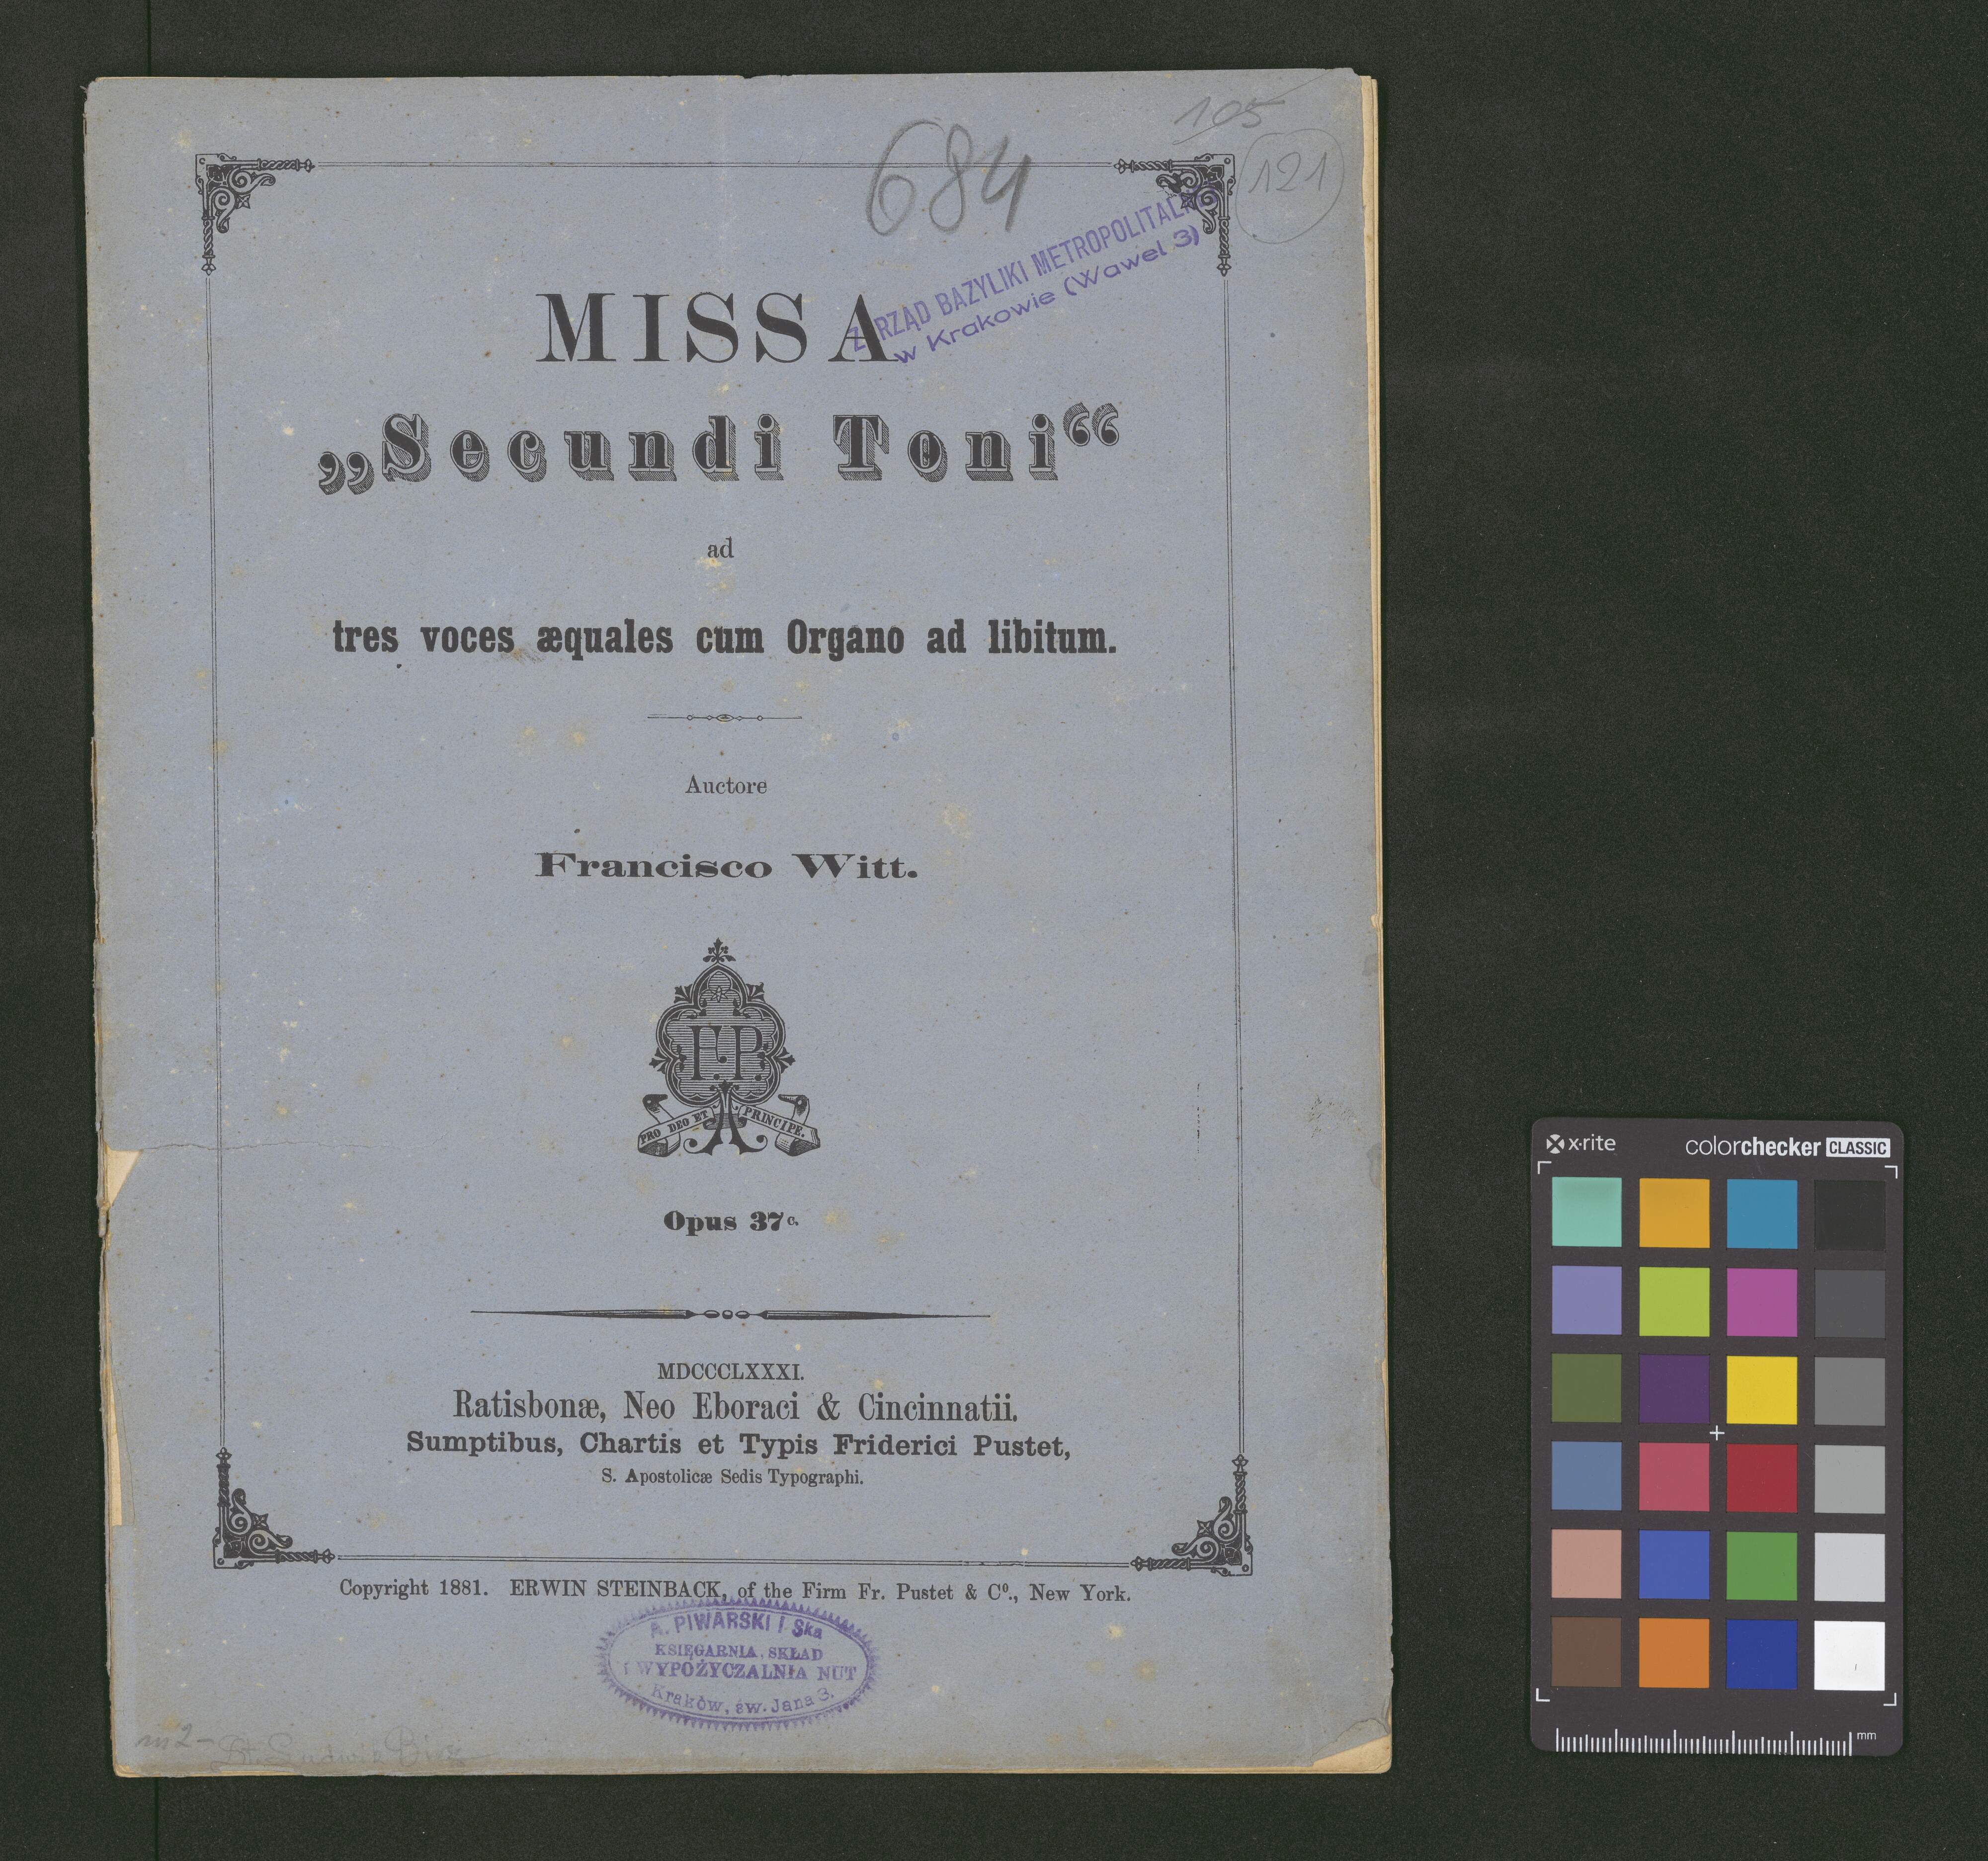 105
684
121
ZARZĄD BAZYLIKI METROPOLITALNEJ
w Krakowie (Wawel 3)
MISSA
„Secundi Toni“
ad
tres voces æquales cum Organo ad libitum.
Auctore
Francisco Witt.
F.P.
PRO DEO ET PRINCIPE.
Opus 37c.
MDCCCLXXXI.
Ratisbonæ, Neo Eboraci & Cincinnatii.
Sumptibus, Chartis et Typis Friderici Pustet,
S. Apostolicæ Sedis Typographi.
Copyright 1881. ERWIN STEINBACK, of the Firm Fr. Pustet & Cº., New York.
A. PIWARSKI I Ska
KSIĘGARNIA, SKŁAD
I WYPOŻYCZALNIA NUT
Kraków, św. Jana 3.
x·rite colorchecker CLASSIC
mm